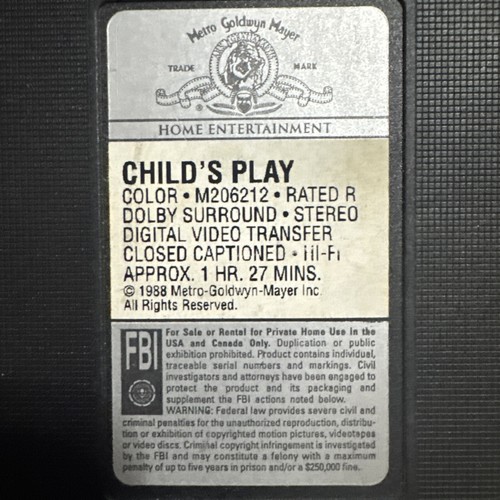 Metro Goldwyn Mayer
TRADE MARK
®
HOME ENTERTAINMENT
CHILD'S PLAY
COLOR • M206212 • RATED R
DOLBY SURROUND • STEREO
DIGITAL VIDEO TRANSFER
CLOSED CAPTIONED • HI-FI
APPROX. 1 HR. 27 MINS.
© 1988 Metro-Goldwyn-Mayer Inc.
All Rights Reserved.
FBI
For Sale or Rental for Private Home Use in the
USA and Canada Only. Duplication or public
exhibition prohibited. Product contains individual,
traceable serial numbers and markings. Civil
investigators and attorneys have been engaged to
protect the product and its packaging and
supplement the FBI actions noted below.
WARNING: Federal law provides severe civil and
criminal penalties for the unauthorized reproduction, distribu-
tion or exhibition of copyrighted motion pictures, videotapes
or video discs. Criminal copyright infringement is investigated
by the FBI and may constitute a felony with a maximum
penalty of up to five years in prison and/or a $250,000 fine.